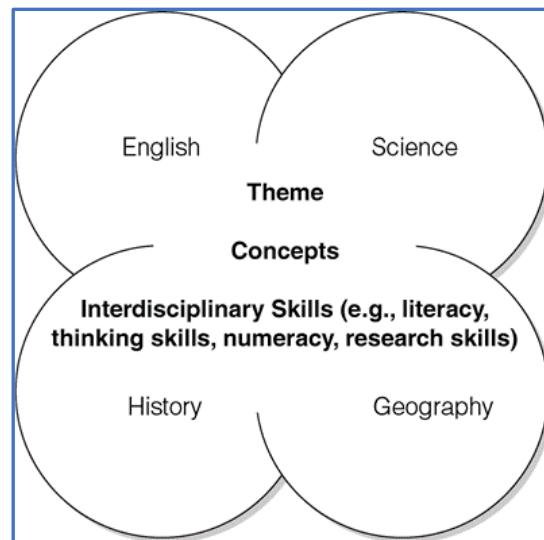 English Science
Theme
Concepts
Interdisciplinary Skills (e.g., literacy,
thinking skills, numeracy, research skills)
History Geography